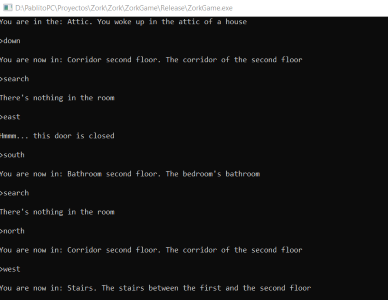 D:\PablitoPC\Proyectos\Zork\Zork\ZorkGame\Release\ZorkGame.exe
You are in the: Attic. You woke up in the attic of a house
>down
You are now in: Corridor second floor. The corridor of the second floor
>search
There's nothing in the room
>east
Hmmm... this door is closed
>south
You are now in: Bathroom second floor. The bedroom's bathroom
>search
There's nothing in the room
>north
You are now in: Corridor second floor. The corridor of the second floor
>west
You are now in: Stairs. The stairs between the first and the second floor